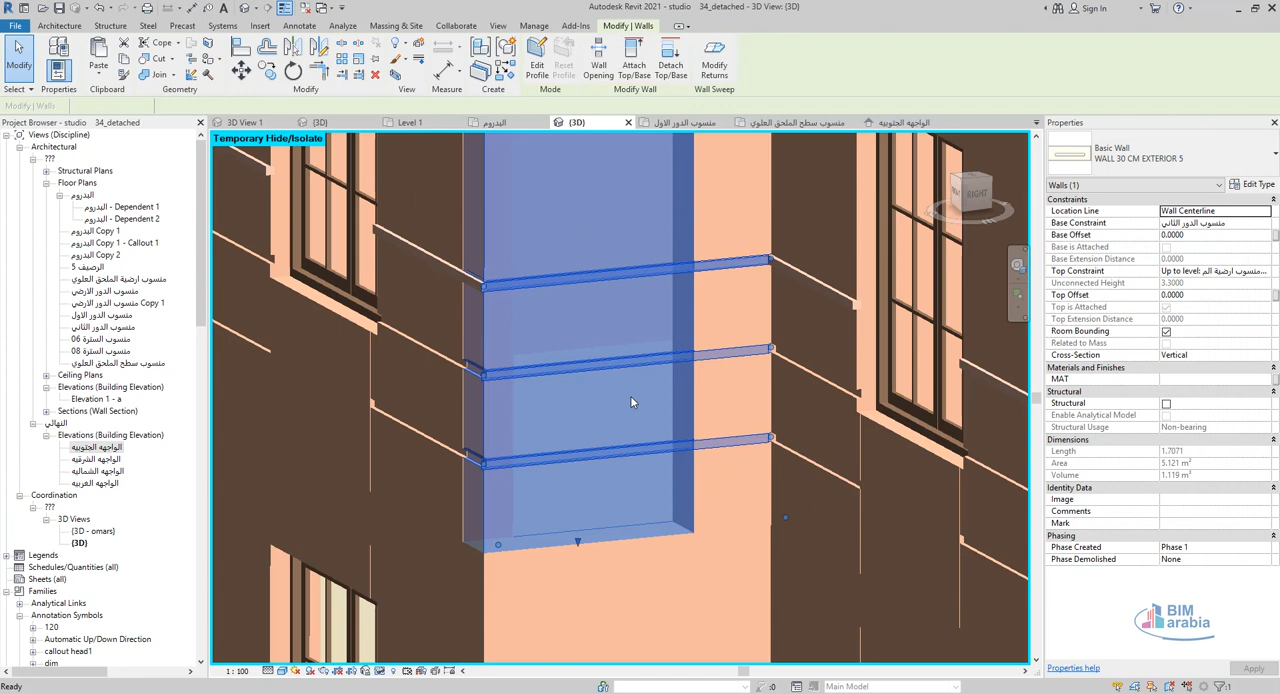 Autodesk Revit 2021 - studio
34_detached - 3D View: {3D}
Sign In
File
Architecture
Structure
Steel
Precast
Systems
Insert
Annotate
Analyze
Massing & Site
Collaborate
View
Manage
Add-Ins
Modify | Walls
Modify
Paste
Cope
Cut
Join
Edit Profile
Reset Profile
Wall Opening
Attach Top/Base
Detach Top/Base
Modify Returns
Select
Properties
Clipboard
Geometry
Modify
View
Measure
Create
Mode
Modify Wall
Wall Sweep
Modify | Walls
Project Browser - studio 34_detached
3D View 1
{3D}
Level 1
البدروم
{3D}
منسوب الدور الاول
منسوب سطح الملحق العلوي
الواجهه الجنوبيه
Views (Discipline)
Architectural
???
Structural Plans
Floor Plans
البدروم
البدروم - Dependent 1
البدروم - Dependent 2
البدروم Copy 1
البدروم Copy 1 - Callout 1
البدروم Copy 2
الرصيف 5
منسوب ارضية الملحق العلوي
منسوب الدور الارضي
منسوب الدور الارضي Copy 1
منسوب الدور الاول
منسوب الدور الثاني
منسوب السترة 06
منسوب السترة 08
منسوب سطح الملحق العلوي
Ceiling Plans
Elevations (Building Elevation)
Elevation 1 - a
Sections (Wall Section)
النهائي
Elevations (Building Elevation)
الواجهه الجنوبيه
الواجهه الشرقيه
الواجهه الشماليه
الواجهه الغربيه
Coordination
???
3D Views
{3D - omars}
{3D}
Legends
Schedules/Quantities (all)
Sheets (all)
Families
Analytical Links
Annotation Symbols
120
Automatic Up/Down Direction
callout head1
dim
Temporary Hide/Isolate
RIGHT
Properties
Basic Wall
WALL 30 CM EXTERIOR 5
Walls (1)
Edit Type
Constraints
Location Line Wall Centerline
Base Constraint منسوب الدور الثاني
Base Offset 0.0000
Base is Attached
Base Extension Distance 0.0000
Top Constraint Up to level: منسوب ارضية الم...
Unconnected Height 3.3000
Top Offset 0.0000
Top is Attached
Top Extension Distance 0.0000
Room Bounding
Related to Mass
Cross-Section Vertical
Materials and Finishes
MAT
Structural
Structural
Enable Analytical Model
Structural Usage Non-bearing
Dimensions
Length 1.7071
Area 5.121 m²
Volume 1.119 m³
Identity Data
Image
Comments
Mark
Phasing
Phase Created Phase 1
Phase Demolished None
BIM
arabia
Properties help
Apply
1 : 100
Ready
:0
Main Model
:1